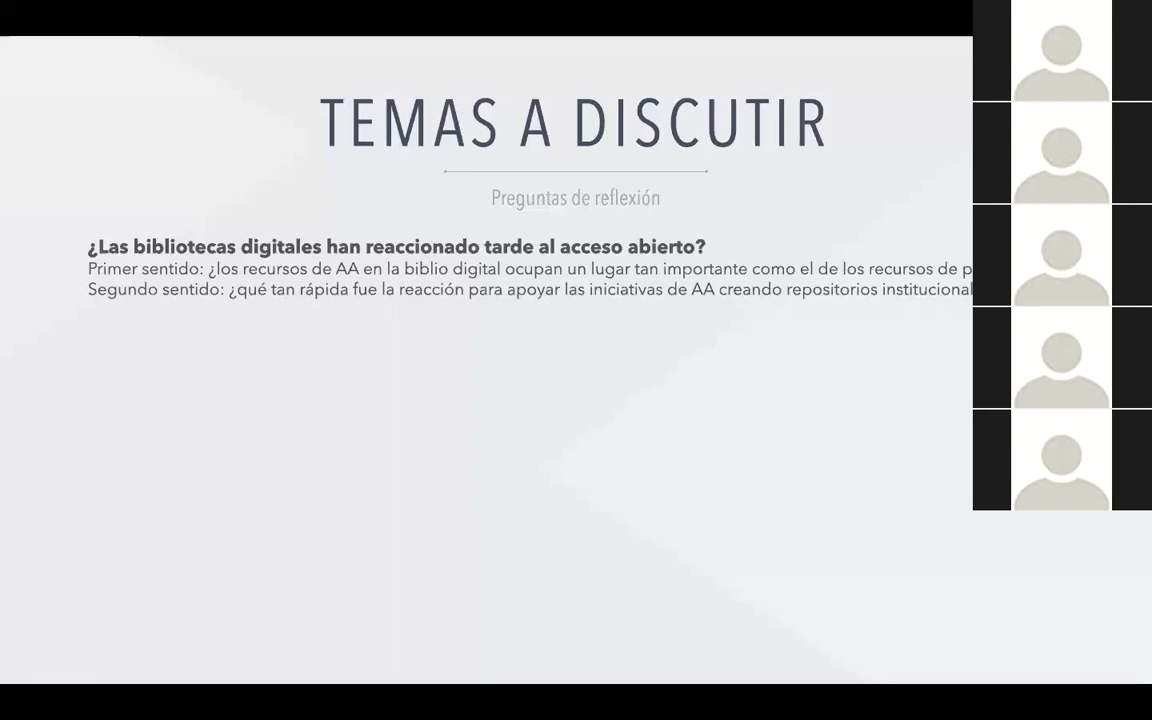 TEMAS A DISCUTIR
Preguntas de reflexión
¿Las bibliotecas digitales han reaccionado tarde al acceso abierto?
Primer sentido: ¿los recursos de AA en la biblio digital ocupan un lugar tan importante como el de los recursos de p
Segundo sentido: ¿qué tan rápida fue la reacción para apoyar las iniciativas de AA creando repositorios institucional